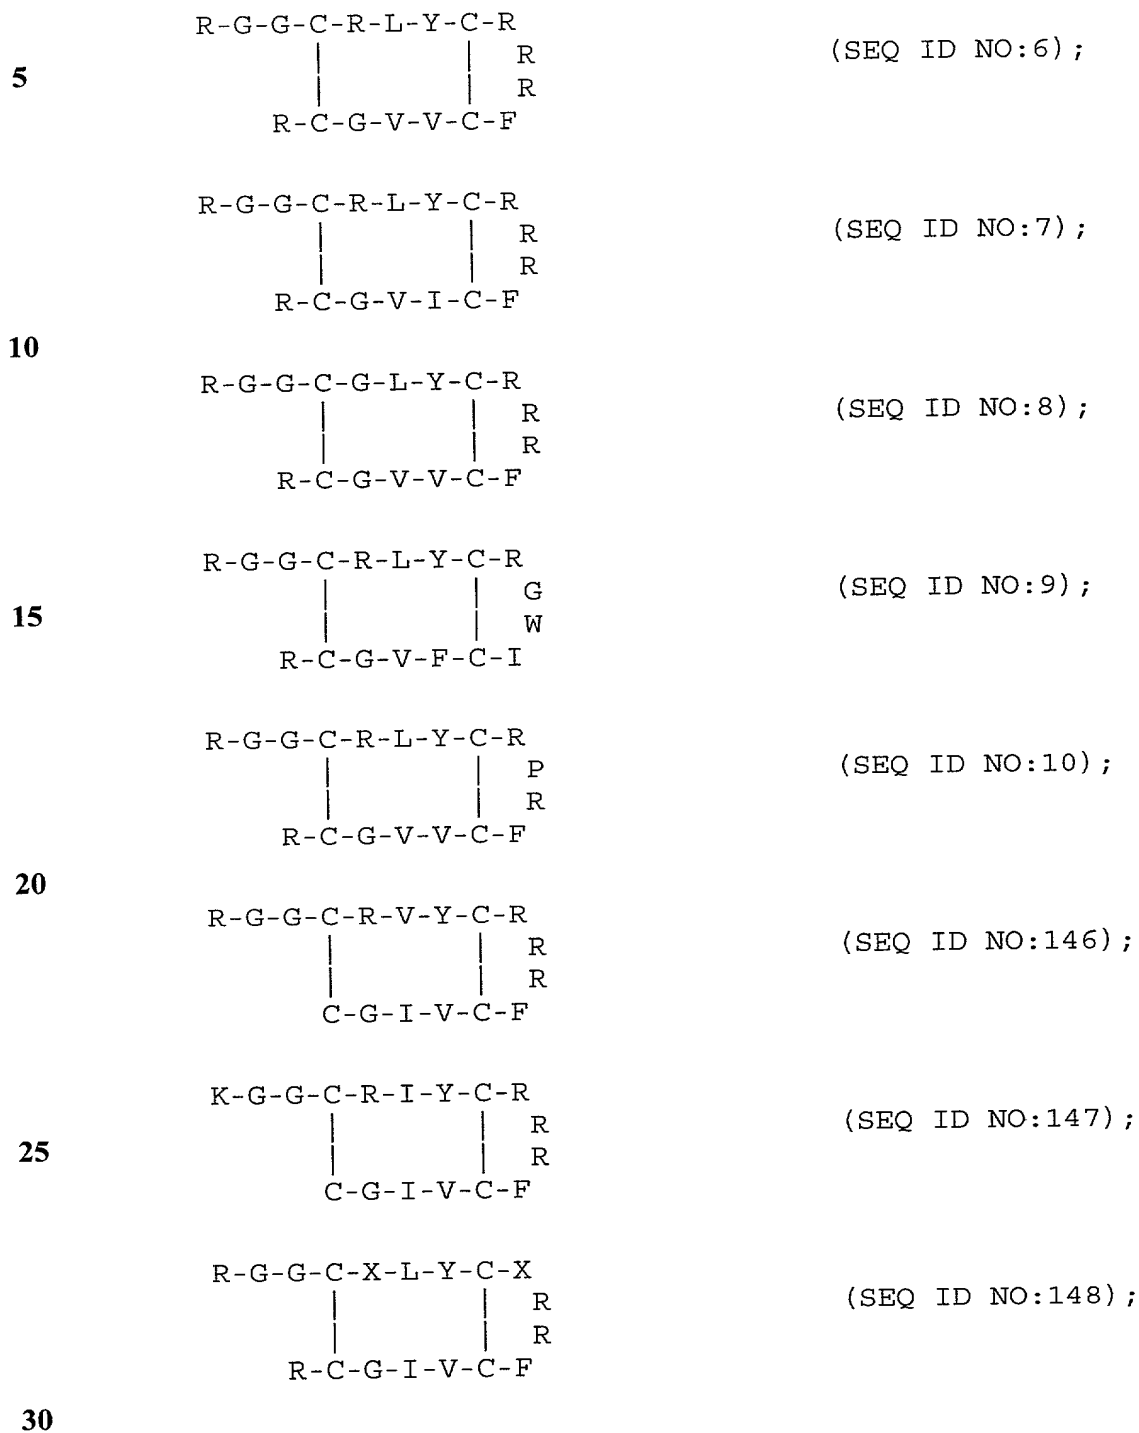 R-G-G-C-R-L-Y-C-R
R (SEQ ID NO:6);
5 R
R-C-G-V-V-C-F
R-G-G-C-R-L-Y-C-R
R (SEQ ID NO:7);
R
R-C-G-V-I-C-F
10
R-G-G-C-G-L-Y-C-R
R (SEQ ID NO:8);
R
R-C-G-V-V-C-F
R-G-G-C-R-L-Y-C-R
G (SEQ ID NO:9);
15 W
R-C-G-V-F-C-I
R-G-G-C-R-L-Y-C-R
P (SEQ ID NO:10);
R
R-C-G-V-V-C-F
20
R-G-G-C-R-V-Y-C-R
R (SEQ ID NO:146);
R
C-G-I-V-C-F
K-G-G-C-R-I-Y-C-R
R (SEQ ID NO:147);
25 R
C-G-I-V-C-F
R-G-G-C-X-L-Y-C-X
R (SEQ ID NO:148);
R
R-C-G-I-V-C-F
30